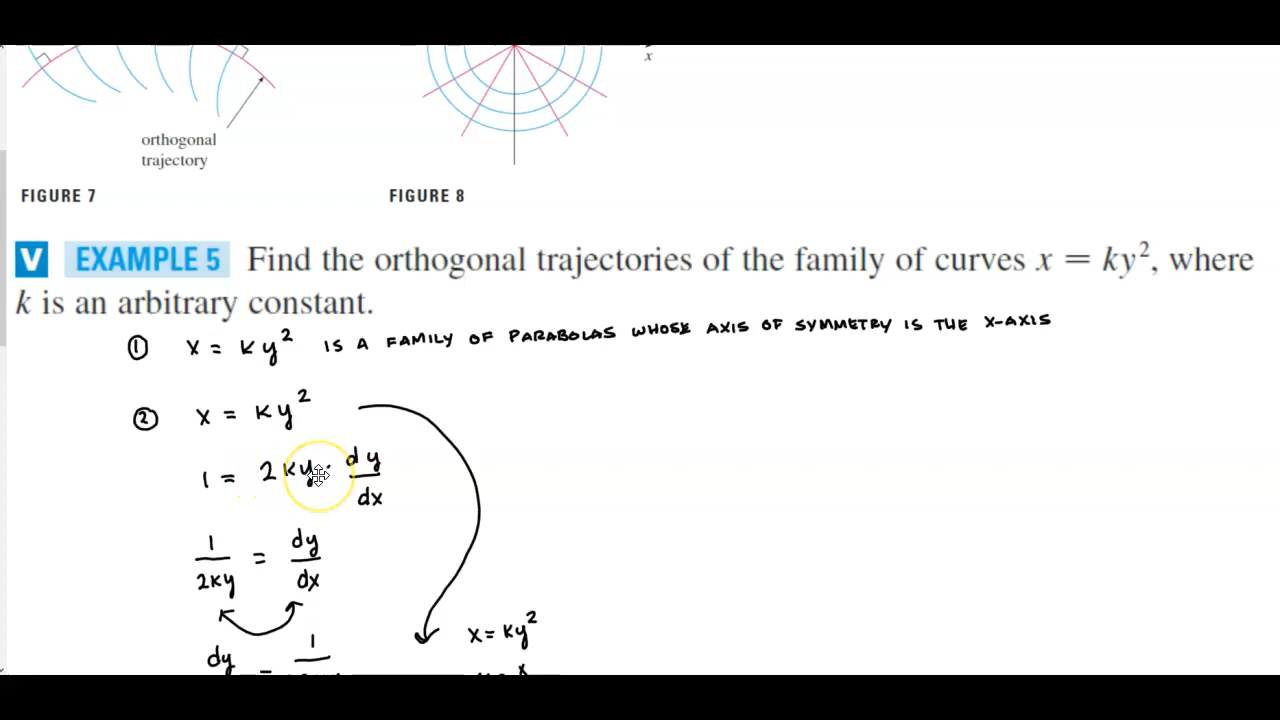 x
orthogonal
trajectory
FIGURE 7
FIGURE 8
V EXAMPLE 5 Find the orthogonal trajectories of the family of curves x = ky², where
k is an arbitrary constant.
① x = ky² IS A FAMILY OF PARABOLAS WHOSE AXIS OF SYMMETRY IS THE X-AXIS
② x = ky²
1 = 2ky · dy/dx
1/2ky = dy/dx
x = ky²
dy = 1
x